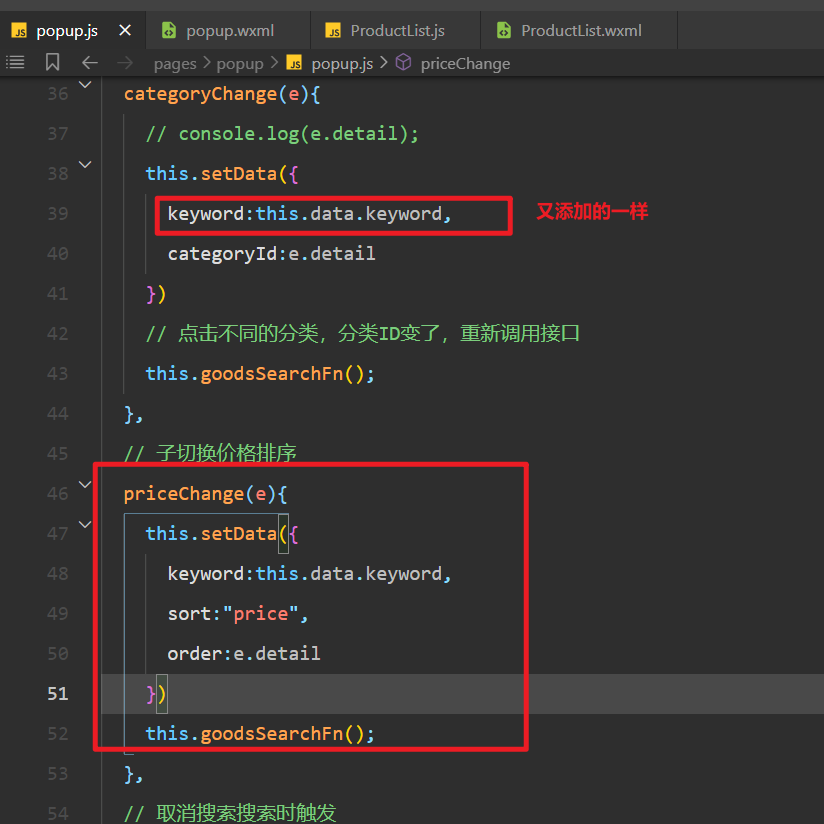 JS popup.js × popup.wxml JS ProductList.js ProductList.wxml
pages > popup > JS popup.js > priceChange
36 categoryChange(e){
37 // console.log(e.detail);
38 this.setData({
39 keyword:this.data.keyword, 又添加的一样
40 categoryId:e.detail
41 })
42 // 点击不同的分类，分类ID变了，重新调用接口
43 this.goodsSearchFn();
44 },
45 // 子切换价格排序
46 priceChange(e){
47 this.setData({
48 keyword:this.data.keyword,
49 sort:"price",
50 order:e.detail
51 })
52 this.goodsSearchFn();
53 },
54 // 取消搜索搜索时触发